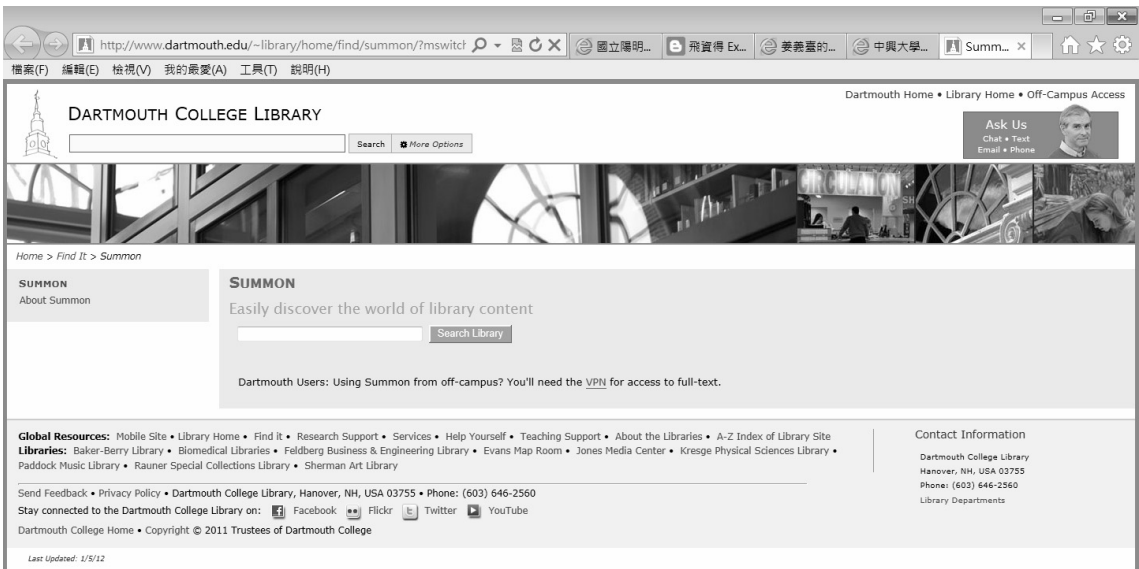 http://www.dartmouth.edu/~library/home/find/summon/?mswitch
國立陽明... 飛資得 Ex... 義義臺的... 中興大學... Summ...
檔案(F) 編輯(E) 檢視(V) 我的最愛(A) 工具(T) 說明(H)
Dartmouth Home • Library Home • Off-Campus Access
DARTMOUTH COLLEGE LIBRARY
Search More Options
Ask Us
Chat • Text
Email • Phone
CIRCULATION
SH
Home > Find It > Summon
SUMMON
About Summon
SUMMON
Easily discover the world of library content
Search Library
Dartmouth Users: Using Summon from off-campus? You'll need the VPN for access to full-text.
Global Resources: Mobile Site • Library Home • Find it • Research Support • Services • Help Yourself • Teaching Support • About the Libraries • A-Z Index of Library Site
Libraries: Baker-Berry Library • Biomedical Libraries • Feldberg Business & Engineering Library • Evans Map Room • Jones Media Center • Kresge Physical Sciences Library •
Paddock Music Library • Rauner Special Collections Library • Sherman Art Library
Send Feedback • Privacy Policy • Dartmouth College Library, Hanover, NH, USA 03755 • Phone: (603) 646-2560
Stay connected to the Dartmouth College Library on: Facebook Flickr Twitter YouTube
Dartmouth College Home • Copyright © 2011 Trustees of Dartmouth College
Contact Information
Dartmouth College Library
Hanover, NH, USA 03755
Phone: (603) 646-2560
Library Departments
Last Updated: 1/5/12